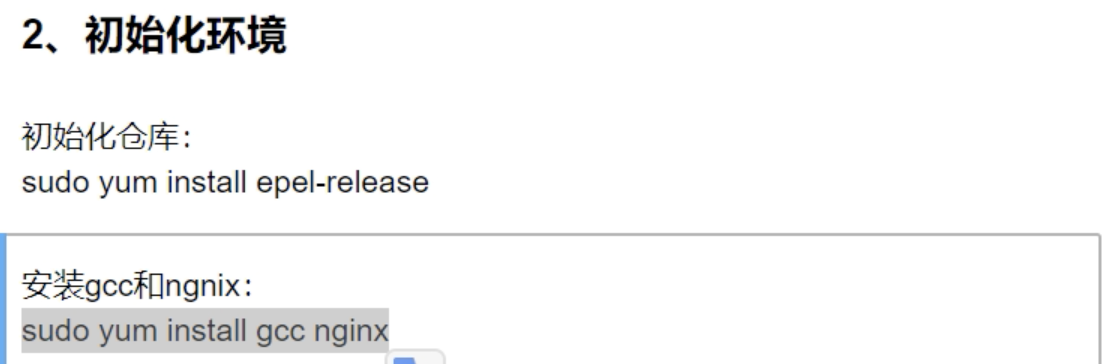 2、初始化环境
初始化仓库：
sudo yum install epel-release
安装gcc和ngnix：
sudo yum install gcc nginx